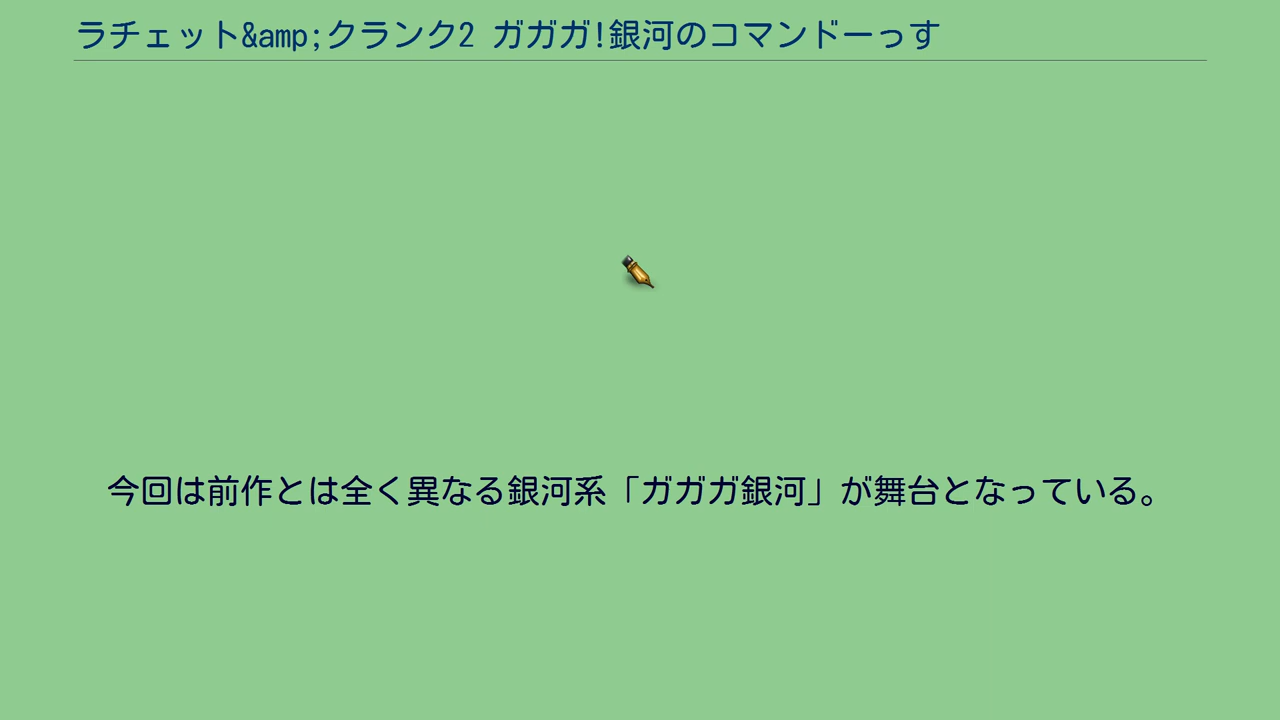 ラチェット&amp;クランク2 ガガガ!銀河のコマンドーっす
今回は前作とは全く異なる銀河系「ガガガ銀河」が舞台となっている。